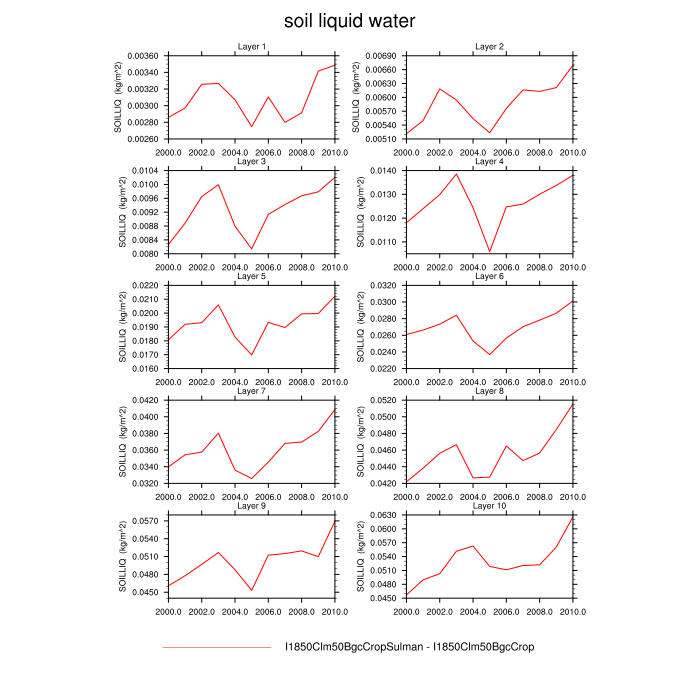 soil liquid water
Layer 1
SOILLIQ (kg/m^2)
0.00360
0.00340
0.00320
0.00300
0.00280
0.00260
2000.0 2002.0 2004.0 2006.0 2008.0 2010.0
Layer 2
SOILLIQ (kg/m^2)
0.00690
0.00660
0.00630
0.00600
0.00570
0.00540
0.00510
2000.0 2002.0 2004.0 2006.0 2008.0 2010.0
Layer 3
SOILLIQ (kg/m^2)
0.0104
0.0100
0.0096
0.0092
0.0088
0.0084
0.0080
2000.0 2002.0 2004.0 2006.0 2008.0 2010.0
Layer 4
SOILLIQ (kg/m^2)
0.0140
0.0130
0.0120
0.0110
2000.0 2002.0 2004.0 2006.0 2008.0 2010.0
Layer 5
SOILLIQ (kg/m^2)
0.0220
0.0210
0.0200
0.0190
0.0180
0.0170
0.0160
2000.0 2002.0 2004.0 2006.0 2008.0 2010.0
Layer 6
SOILLIQ (kg/m^2)
0.0320
0.0300
0.0280
0.0260
0.0240
0.0220
2000.0 2002.0 2004.0 2006.0 2008.0 2010.0
Layer 7
SOILLIQ (kg/m^2)
0.0420
0.0400
0.0380
0.0360
0.0340
0.0320
2000.0 2002.0 2004.0 2006.0 2008.0 2010.0
Layer 8
SOILLIQ (kg/m^2)
0.0520
0.0500
0.0480
0.0460
0.0440
0.0420
2000.0 2002.0 2004.0 2006.0 2008.0 2010.0
Layer 9
SOILLIQ (kg/m^2)
0.0570
0.0540
0.0510
0.0480
0.0450
2000.0 2002.0 2004.0 2006.0 2008.0 2010.0
Layer 10
SOILLIQ (kg/m^2)
0.0630
0.0600
0.0570
0.0540
0.0510
0.0480
0.0450
2000.0 2002.0 2004.0 2006.0 2008.0 2010.0
I1850Clm50BgcCropSulman - I1850Clm50BgcCrop